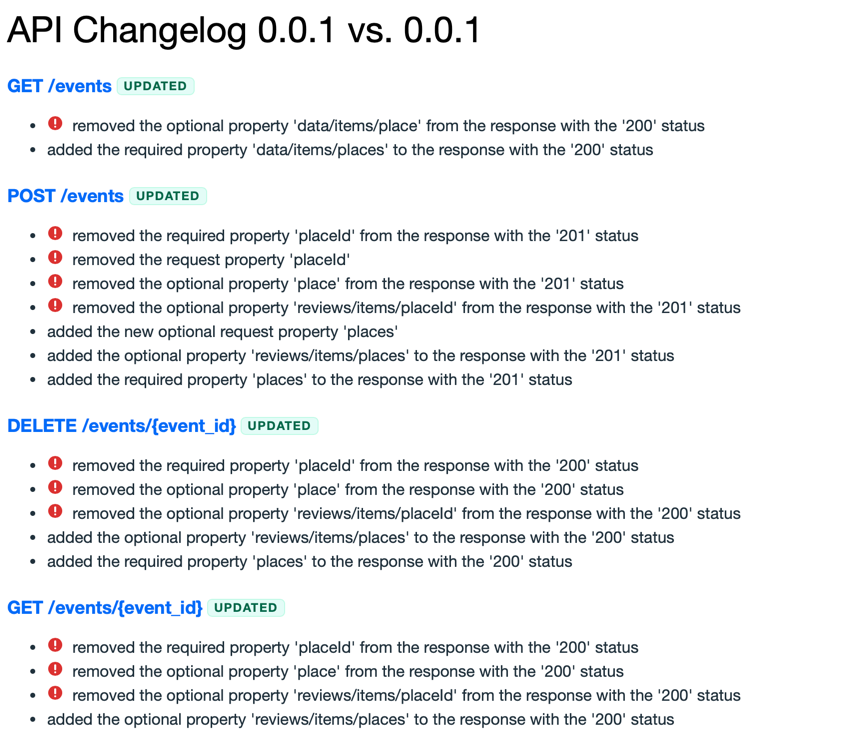 API Changelog 0.0.1 vs. 0.0.1
GET /events UPDATED
• removed the optional property 'data/items/place' from the response with the '200' status
• added the required property 'data/items/places' to the response with the '200' status
POST /events UPDATED
• removed the required property 'placeId' from the response with the '201' status
• removed the request property 'placeId'
• removed the optional property 'place' from the response with the '201' status
• removed the optional property 'reviews/items/placeId' from the response with the '201' status
• added the new optional request property 'places'
• added the optional property 'reviews/items/places' to the response with the '201' status
• added the required property 'places' to the response with the '201' status
DELETE /events/{event_id} UPDATED
• removed the required property 'placeId' from the response with the '200' status
• removed the optional property 'place' from the response with the '200' status
• removed the optional property 'reviews/items/placeId' from the response with the '200' status
• added the optional property 'reviews/items/places' to the response with the '200' status
• added the required property 'places' to the response with the '200' status
GET /events/{event_id} UPDATED
• removed the required property 'placeId' from the response with the '200' status
• removed the optional property 'place' from the response with the '200' status
• removed the optional property 'reviews/items/placeId' from the response with the '200' status
• added the optional property 'reviews/items/places' to the response with the '200' status